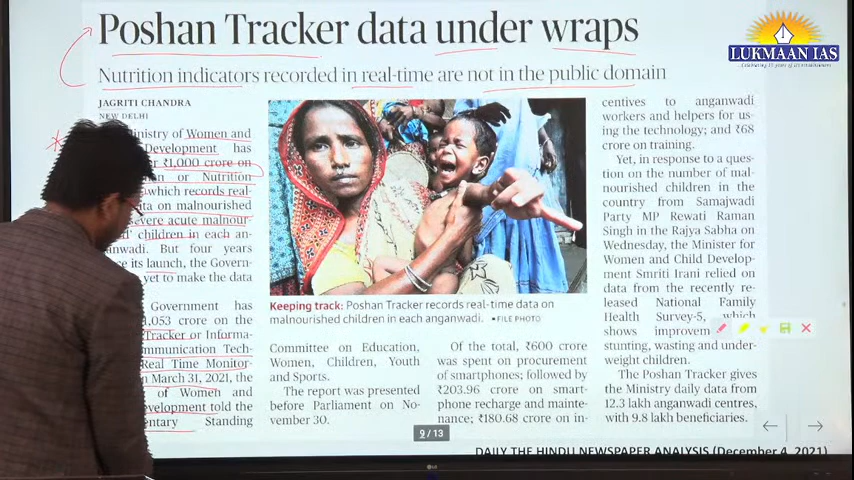 Poshan Tracker data under wraps
LUKMAAN IAS
Nutrition indicators recorded in real-time are not in the public domain
JAGRITI CHANDRA
NEW DELHI
inistry of Women and
Development has
₹1,000 crore on
or Nutrition
which records real-
on malnourished
severe acute malnour-
children in each an-
anwadi. But four years
its launch, the Govern-
yet to make the data
Government has
1,053 crore on the
Tracker or Informa-
mmunication Tech-
Real Time Monitor-
March 31, 2021, the
of Women and
evelopment told the
entary Standing
Keeping track: Poshan Tracker records real-time data on
malnourished children in each anganwadi. ▪FILE PHOTO
Committee on Education,
Women, Children, Youth
and Sports.
The report was presented
before Parliament on No-
vember 30.
Of the total, ₹600 crore
was spent on procurement
of smartphones; followed by
₹203.96 crore on smart-
phone recharge and mainte-
nance; ₹180.68 crore on in-
centives to anganwadi
workers and helpers for us-
ing the technology; and ₹68
crore on training.
Yet, in response to a ques-
tion on the number of mal-
nourished children in the
country from Samajwadi
Party MP Rewati Raman
Singh in the Rajya Sabha on
Wednesday, the Minister for
Women and Child Develop-
ment Smriti Irani relied on
data from the recently re-
leased National Family
Health Survey-5, which
shows improvem
stunting, wasting and under-
weight children.
The Poshan Tracker gives
the Ministry daily data from
12.3 lakh anganwadi centres,
with 9.8 lakh beneficiaries.
9 / 13
DAILY THE HINDU NEWSPAPER ANALYSIS (December 4, 2021)
LG